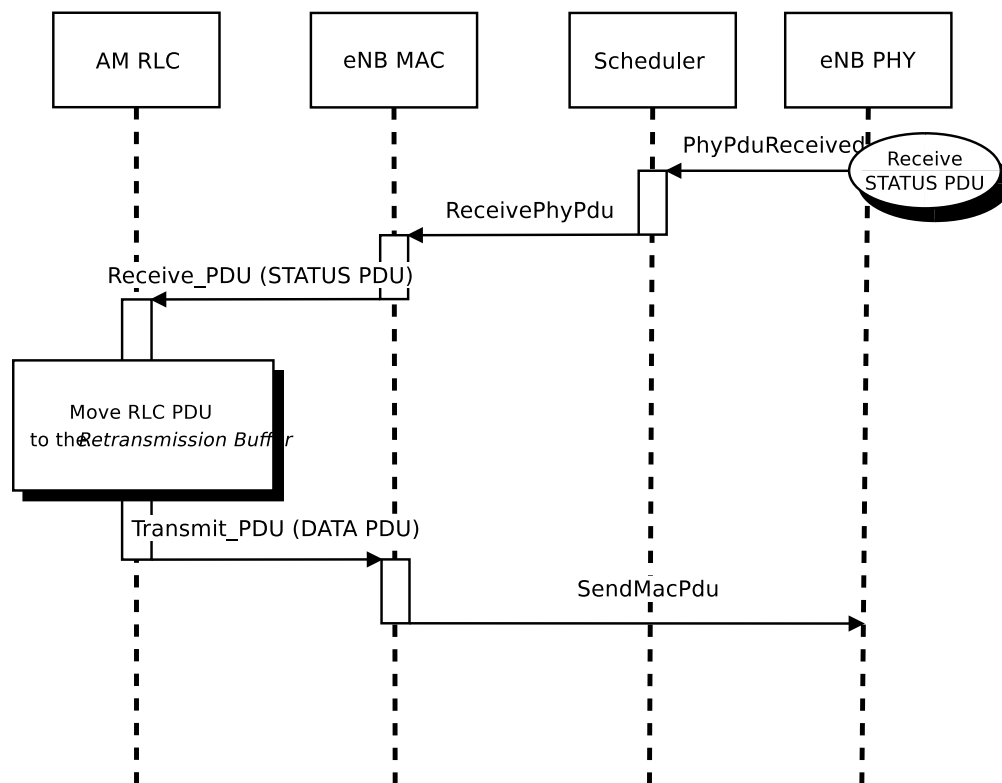 AM RLC
eNB MAC
Scheduler
eNB PHY
PhyPduReceived
Receive
STATUS PDU
ReceivePhyPdu
Receive_PDU (STATUS PDU)
Move RLC PDU
to the Retransmission Buffer
Transmit_PDU (DATA PDU)
SendMacPdu